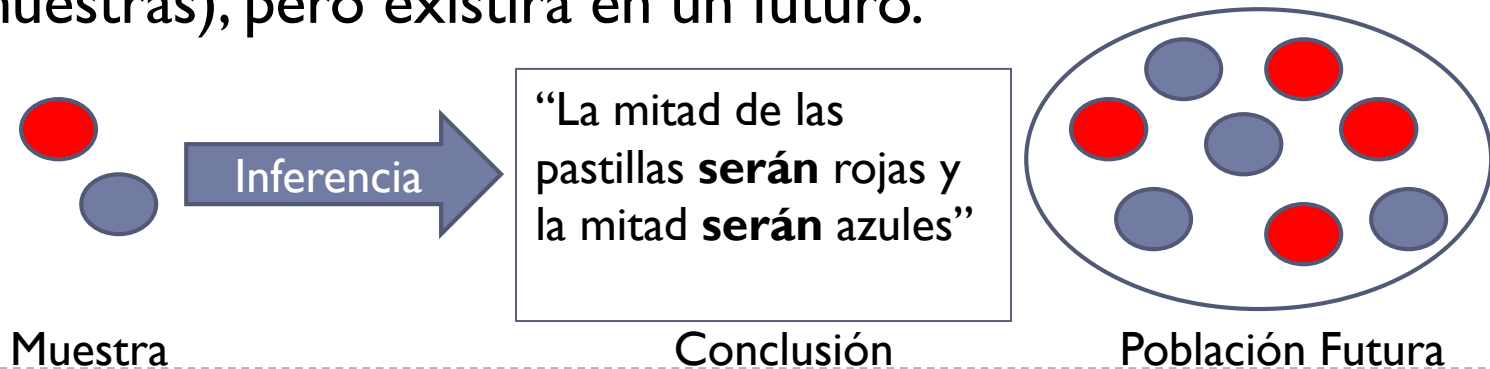 nuestras), pero existirá en un futuro.
Inferencia
“La mitad de las
pastillas serán rojas y
la mitad serán azules”
Muestra
Conclusión
Población Futura